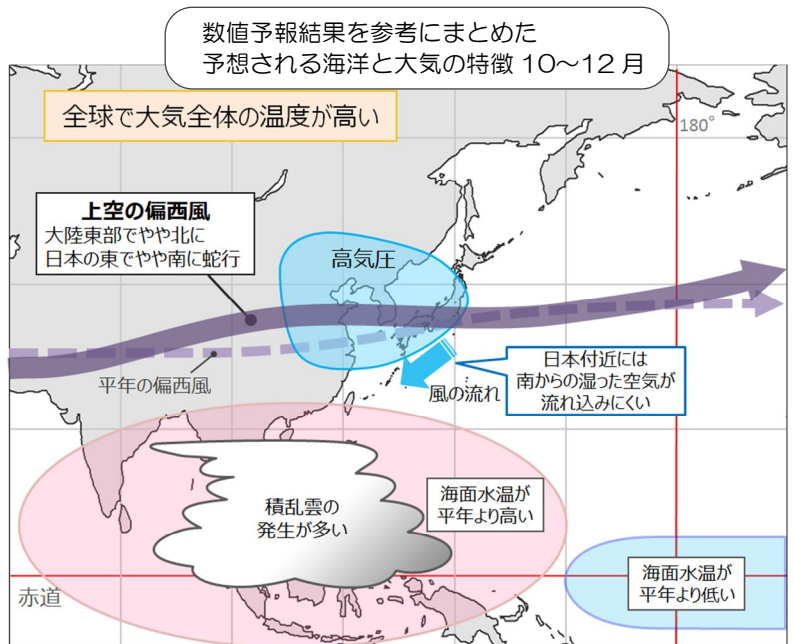 数値予報結果を参考にまとめた
予想される海洋と大気の特徴 10～12 月
全球で大気全体の温度が高い
180°
上空の偏西風
大陸東部でやや北に
日本の東でやや南に蛇行
高気圧
平年の偏西風
風の流れ
日本付近には
南からの湿った空気が
流れ込みにくい
積乱雲の
発生が多い
海面水温が
平年より高い
海面水温が
平年より低い
赤道